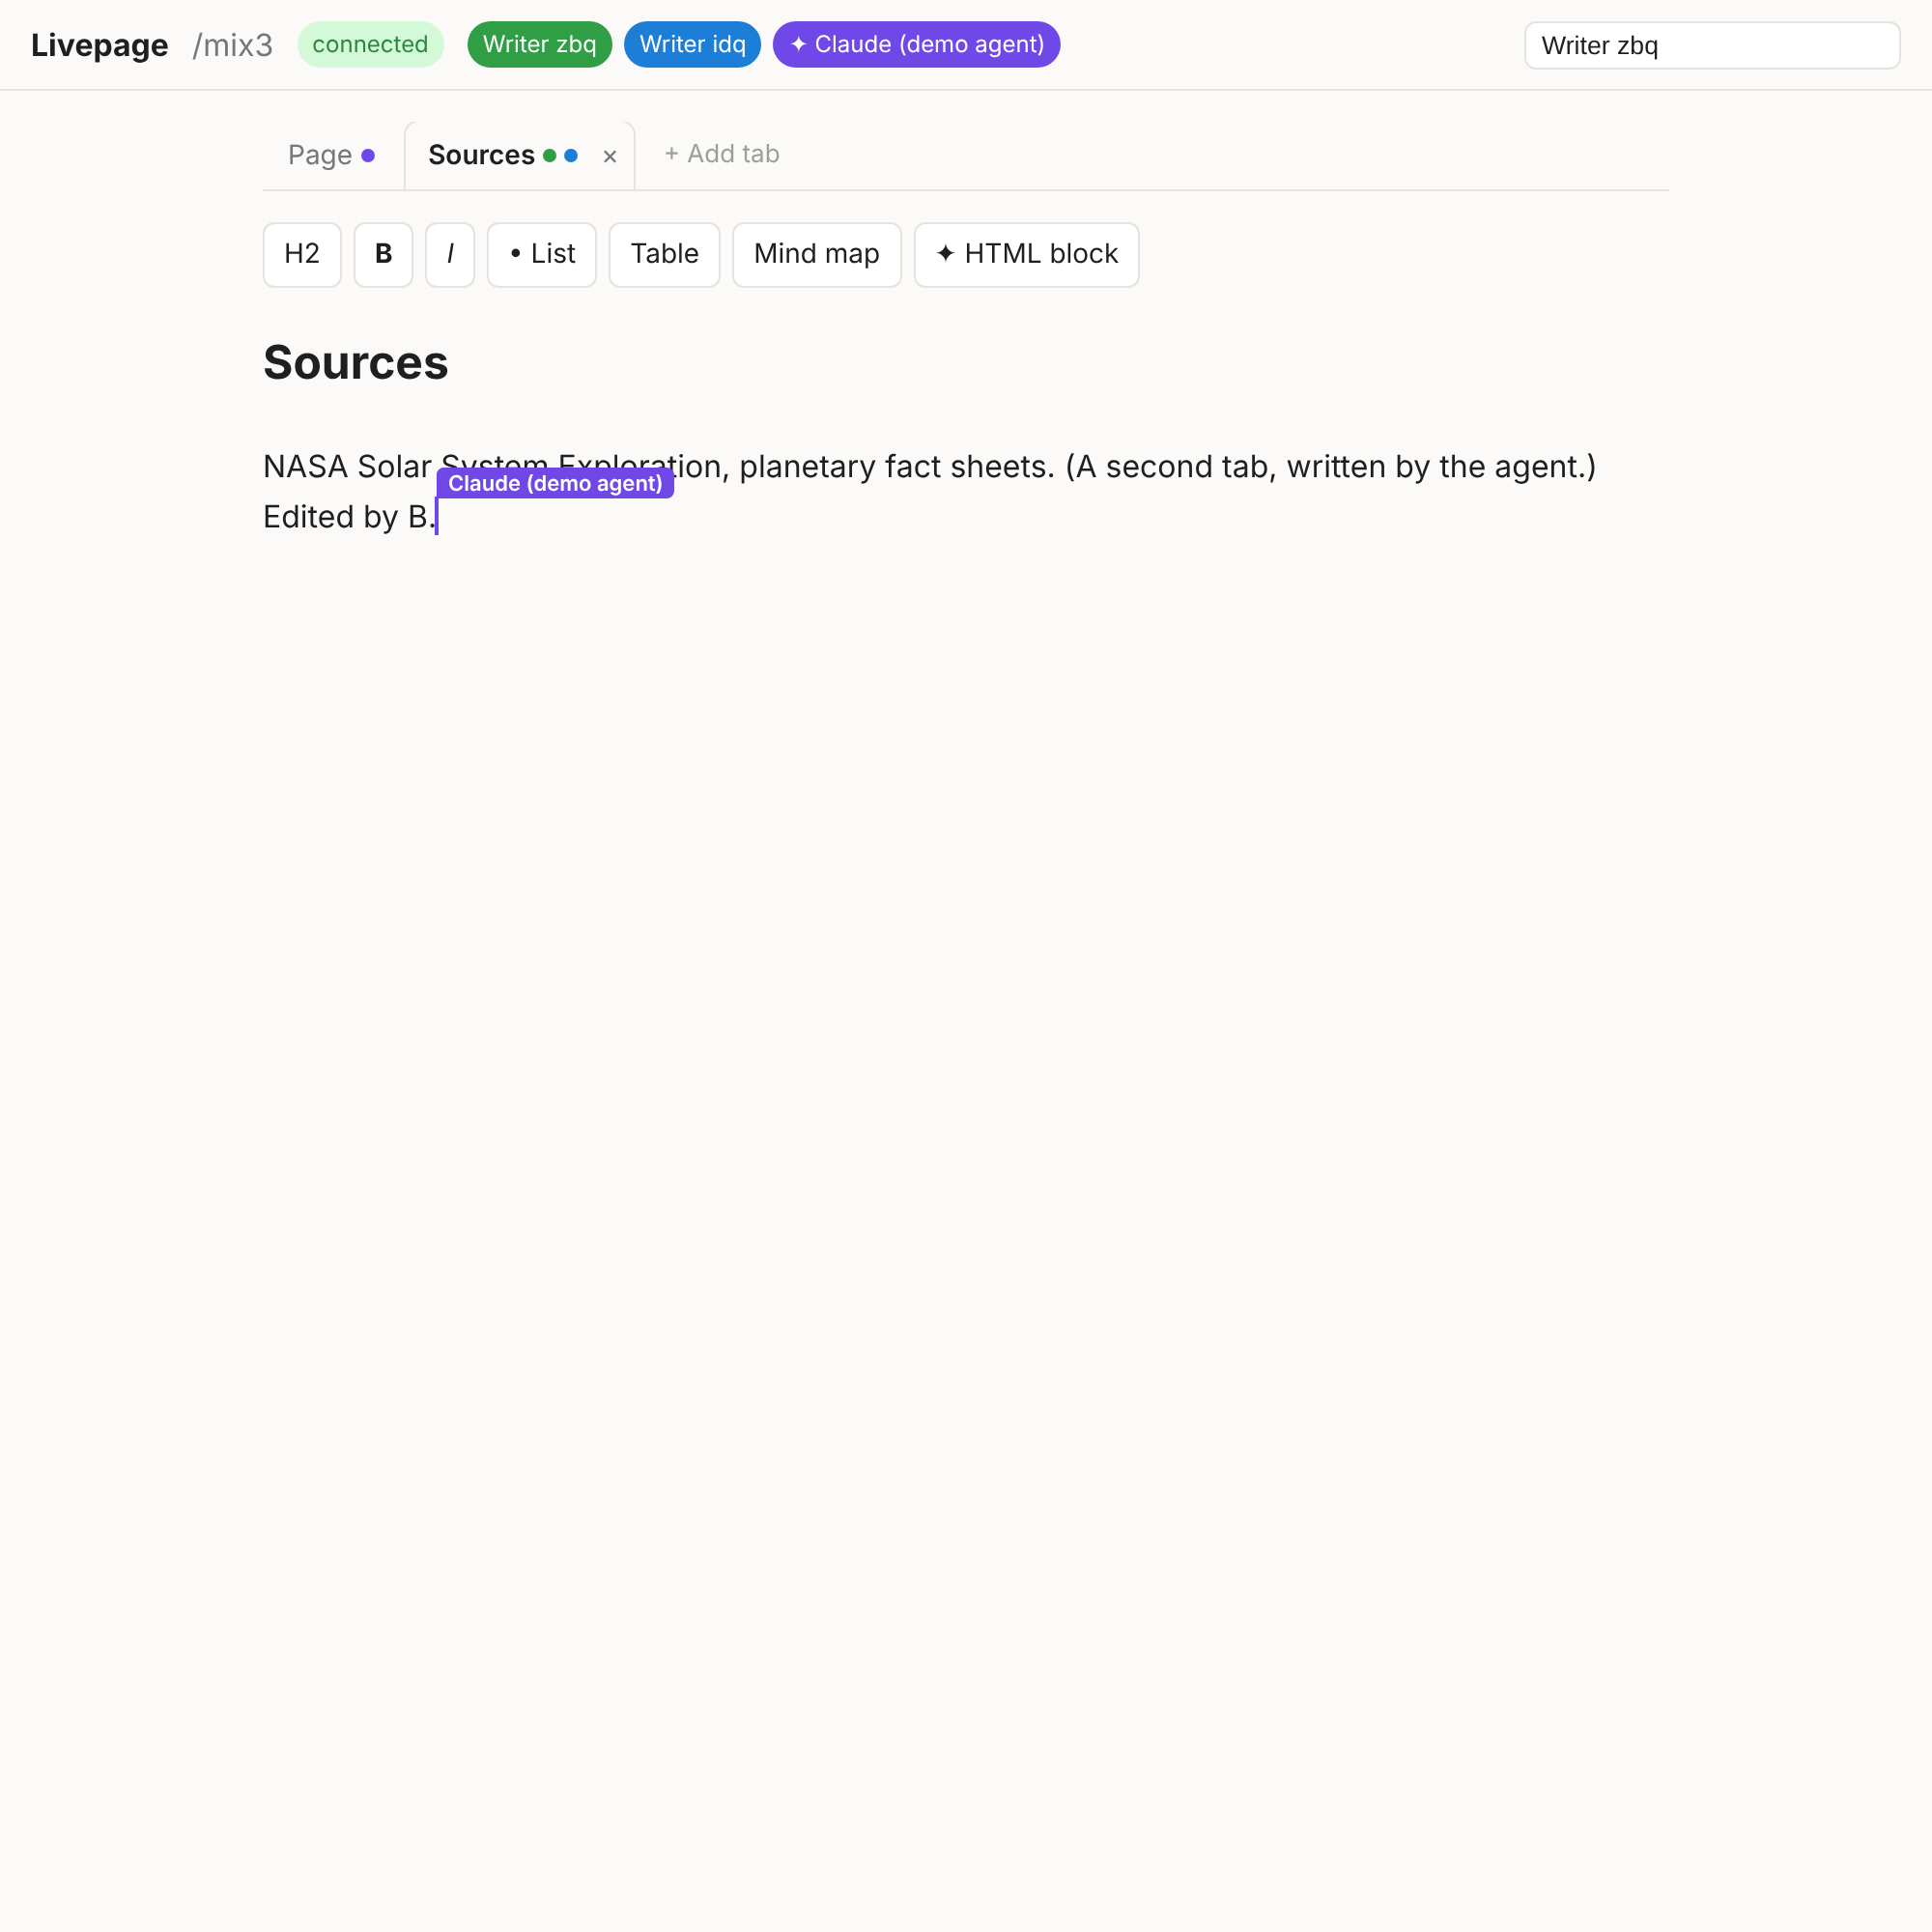 Livepage /mix3 connected Writer zbq Writer idq ✦ Claude (demo agent) Writer zbq
Page Sources × + Add tab
H2 B I • List Table Mind map ✦ HTML block
Sources
NASA Solar System Exploration, planetary fact sheets. (A second tab, written by the agent.)
Claude (demo agent)
Edited by B.